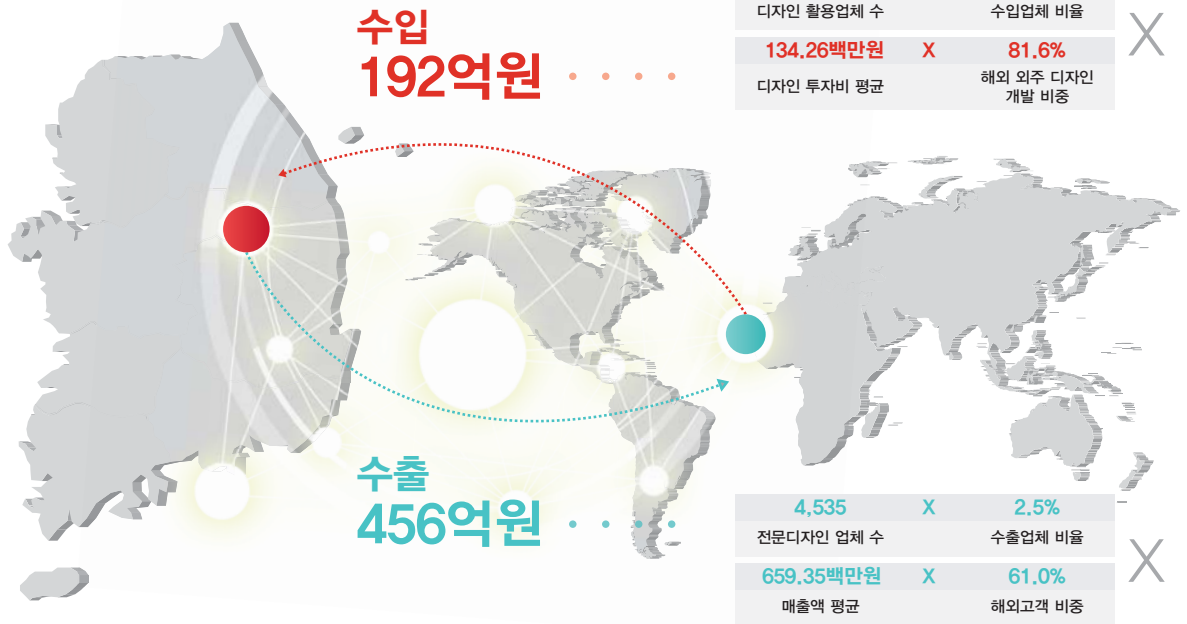 수입
192억원
디자인 활용업체 수 수입업체 비율
134.26백만원 X 81.6%
디자인 투자비 평균 해외 외주 디자인
개발 비중
X
수출
456억원
4,535 X 2.5%
전문디자인 업체 수 수출업체 비율
659.35백만원 X 61.0%
매출액 평균 해외고객 비중
X